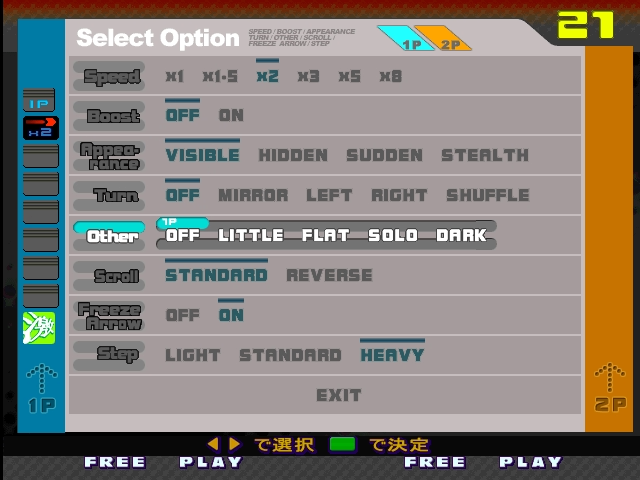 Select Option
SPEED / BOOST / APPEARANCE
TURN / OTHER / SCROLL /
FREEZE ARROW / STEP
1P 2P
21
Speed x1 x1.5 x2 x3 x5 x8
Boost OFF ON
Appea-
rance VISIBLE HIDDEN SUDDEN STEALTH
Turn OFF MIRROR LEFT RIGHT SHUFFLE
1P
Other OFF LITTLE FLAT SOLO DARK
Scroll STANDARD REVERSE
Freeze
Arrow OFF ON
Step LIGHT STANDARD HEAVY
EXIT
1P
x2
激
1P
2P
で選択 で決定
FREE PLAY FREE PLAY